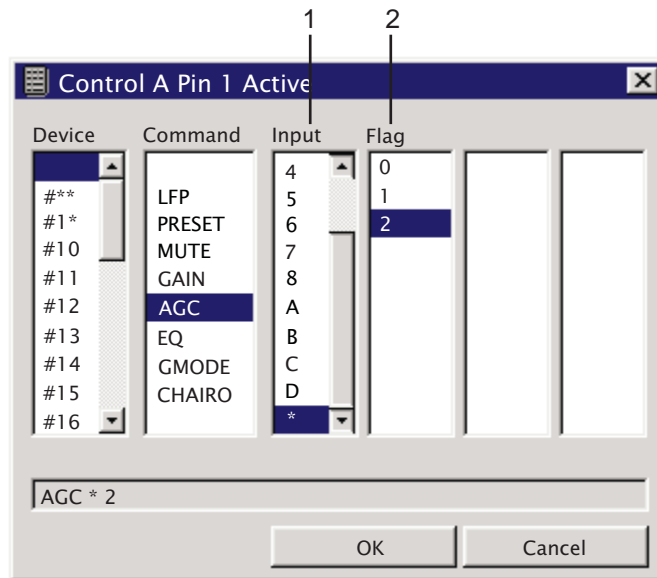 1 2
Control A Pin 1 Active
Device Command Input Flag
#**
#1*
#10
#11
#12
#13
#14
#15
#16
LFP
PRESET
MUTE
GAIN
AGC
EQ
GMODE
CHAIRO
4
5
6
7
8
A
B
C
D
*
0
1
2
AGC * 2
OK Cancel